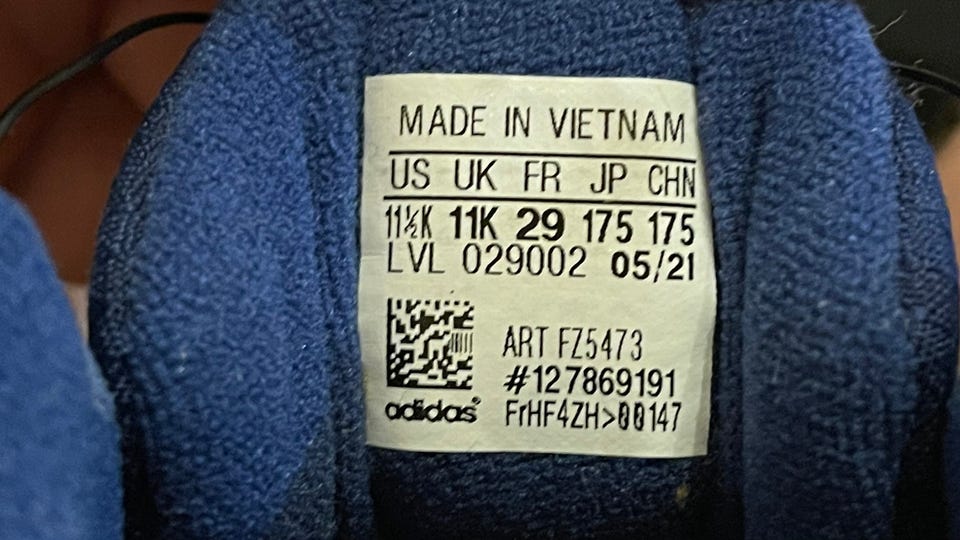 MADE IN VIETNAM
US UK FR JP CHN
11½K 11K 29 175 175
LVL 029002 05/21
ART FZ5473
#127869191
adidas FrHF4ZH>00147